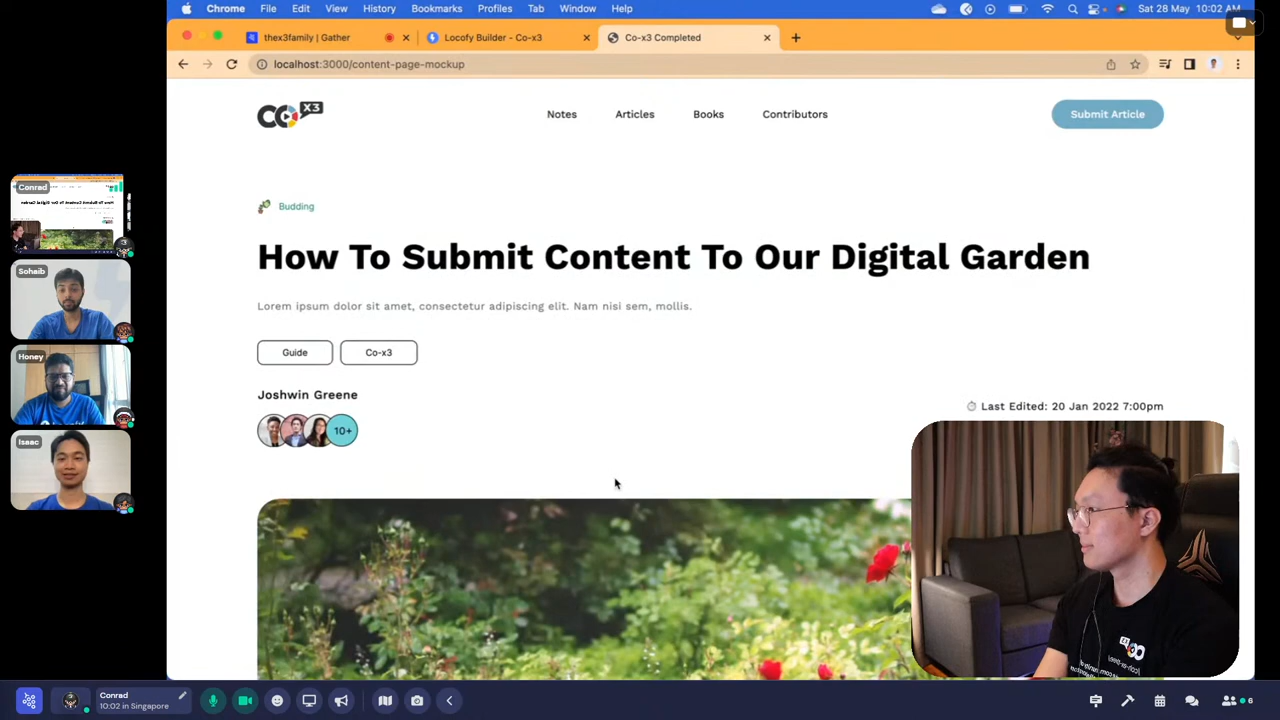 Chrome File Edit View History Bookmarks Profiles Tab Window Help
Sat 28 May 10:02 AM
thex3family | Gather
Locofy Builder - Co-x3
Co-x3 Completed
localhost:3000/content-page-mockup
CO X3
Notes Articles Books Contributors
Submit Article
Budding
How To Submit Content To Our Digital Garden
Lorem ipsum dolor sit amet, consectetur adipiscing elit. Nam nisi sem, mollis.
Guide Co-x3
Joshwin Greene
10+
Last Edited: 20 Jan 2022 7:00pm
Conrad
Sohaib
Honey
Isaac
Conrad
10:02 in Singapore
6